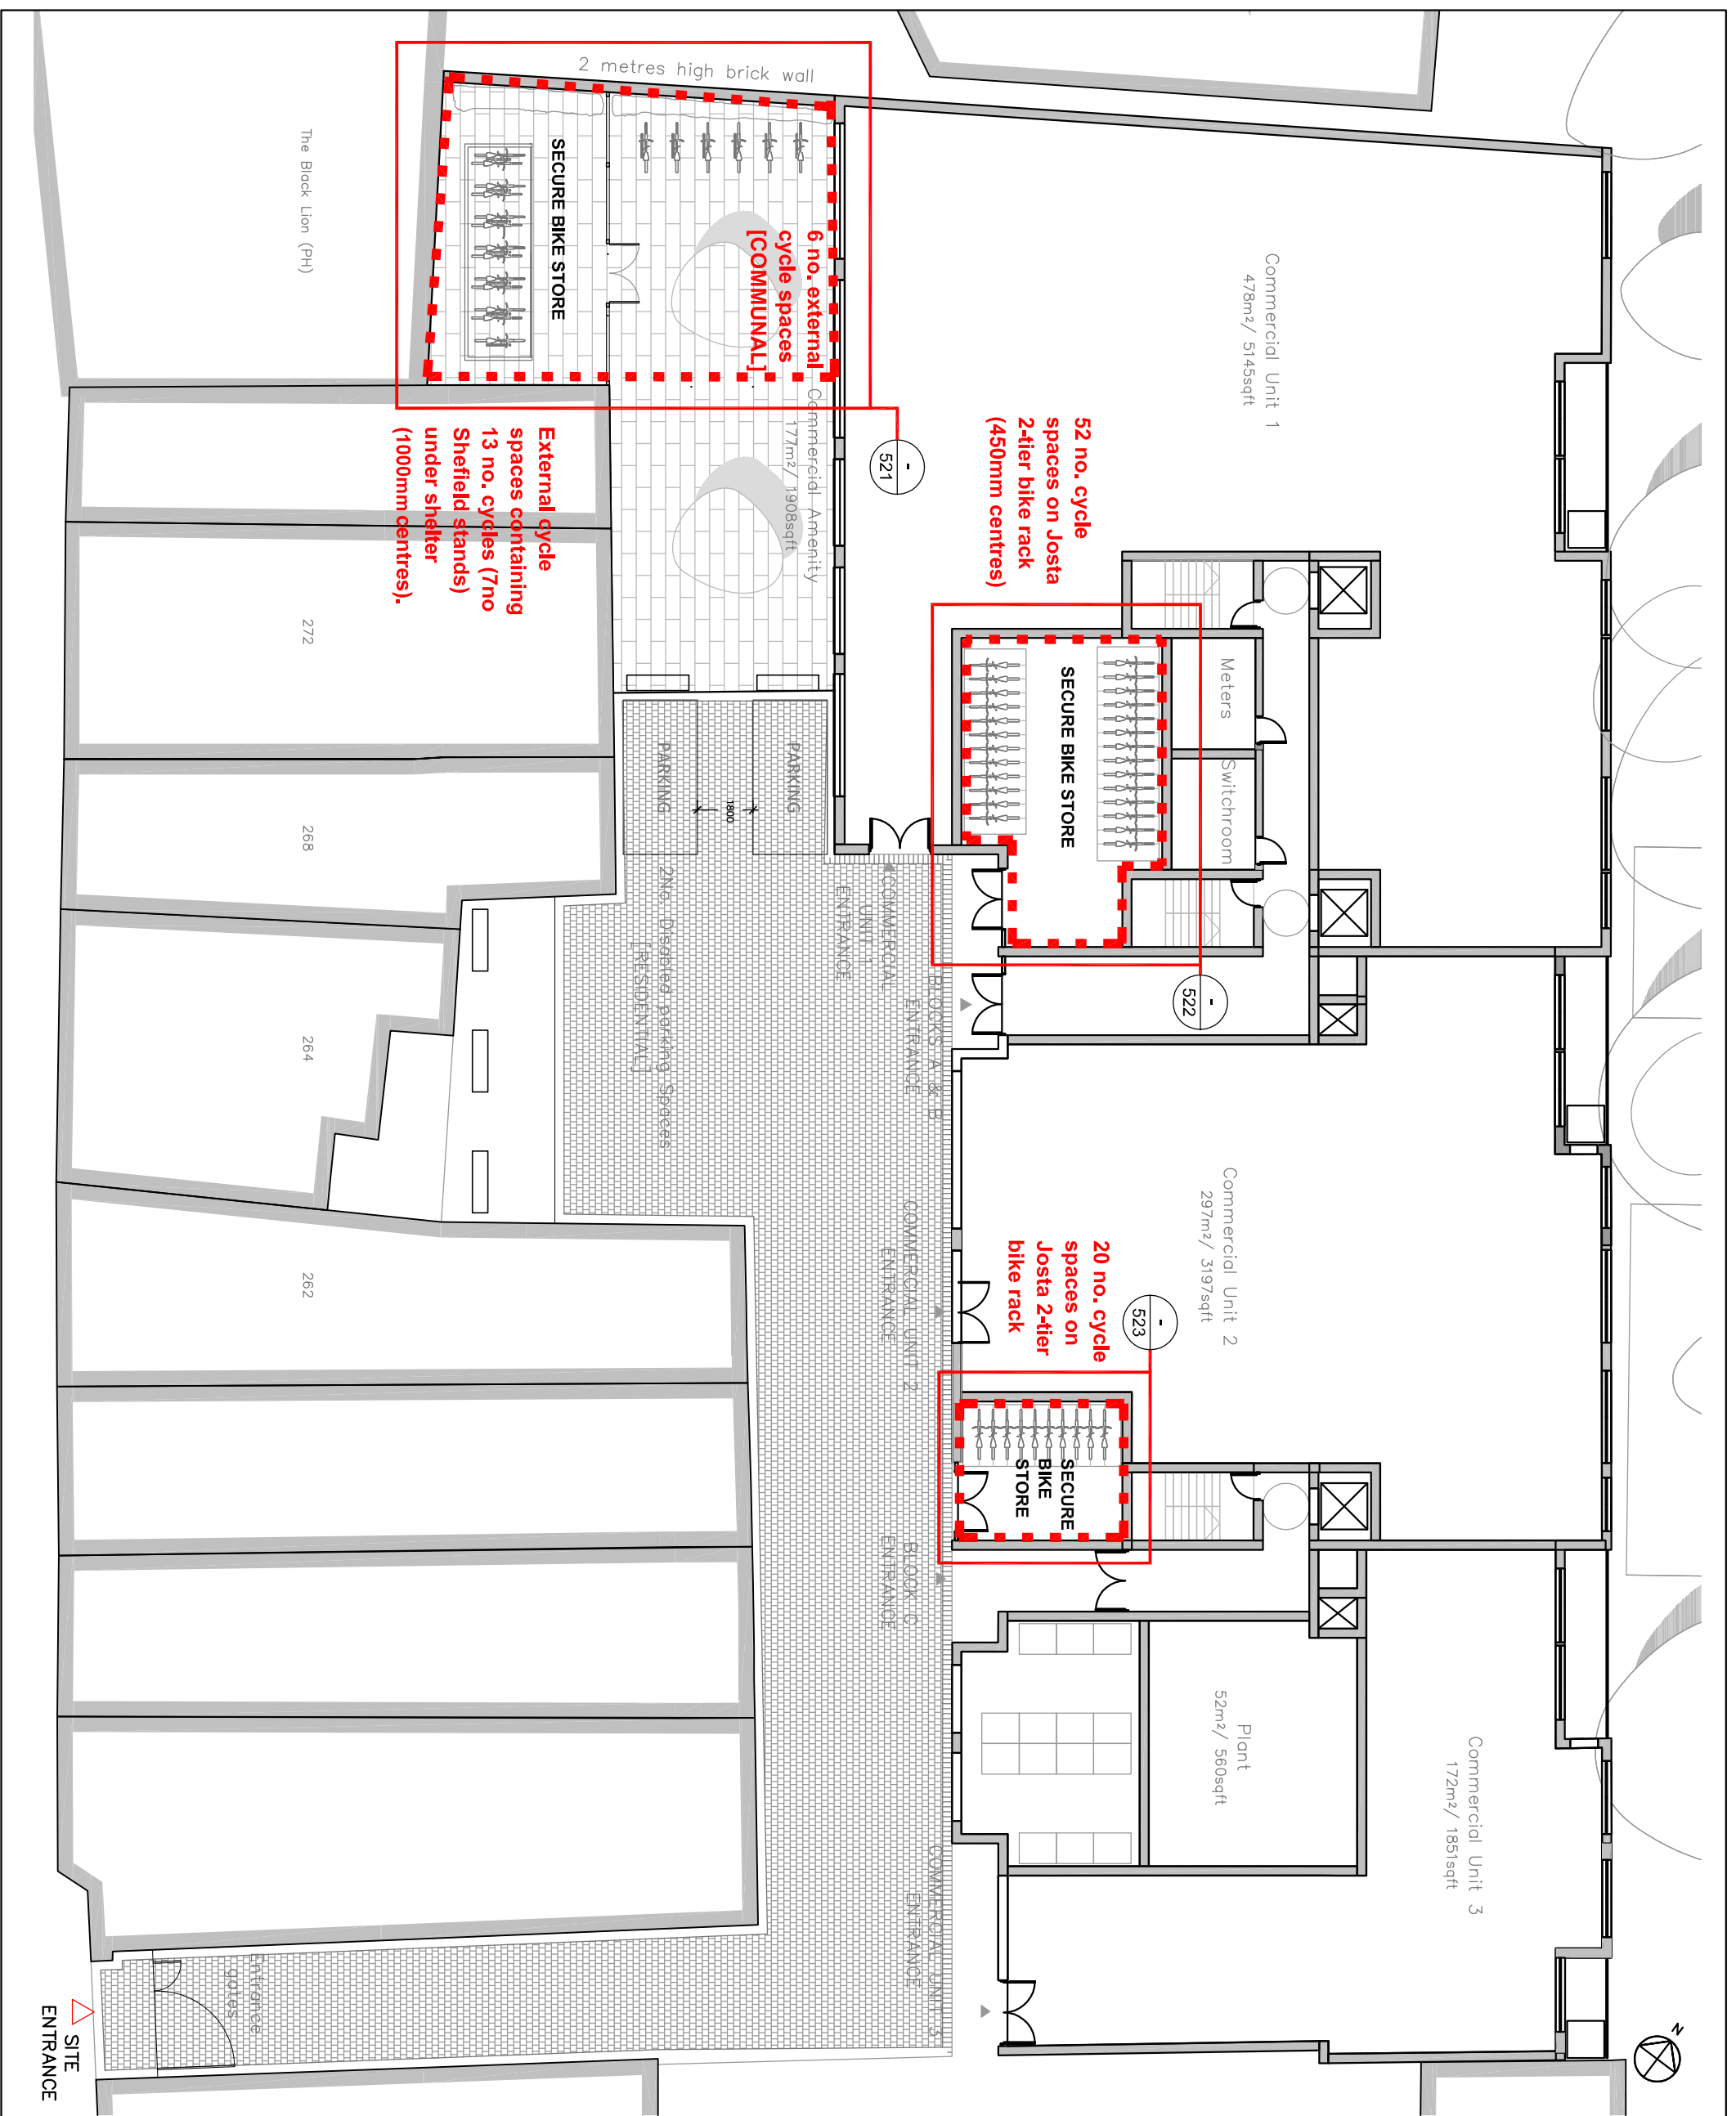 2 metres high brick wall
The Black Lion (PH)
SECURE BIKE STORE
6 no. external
cycle spaces
[COMMUNAL]
Commercial Amenity
177m²/ 1908sqft
External cycle
spaces containing
13 no. cycles (7no
Shefield stands)
under shelter
(1000mm centres).
-
521
Commercial Unit 1
478m²/ 5145sqft
52 no. cycle
spaces on Josta
2-tier bike rack
(450mm centres)
SECURE BIKE STORE
Meters
Switchroom
-
522
PARKING
PARKING
1800
2No. Disabled parking Spaces
[RESIDENTIAL]
COMMERCIAL
UNIT 1
ENTRANCE
BLOCKS A & B
ENTRANCE
272
268
264
262
Commercial Unit 2
297m²/ 3197sqft
20 no. cycle
spaces on
Josta 2-tier
bike rack
-
523
SECURE
BIKE
STORE
COMMERCIAL UNIT 2
ENTRANCE
BLOCK C
ENTRANCE
Plant
52m²/ 560sqft
Commercial Unit 3
172m²/ 1851sqft
COMMERCIAL UNIT 3
ENTRANCE
Entrance
gates
SITE
ENTRANCE
N